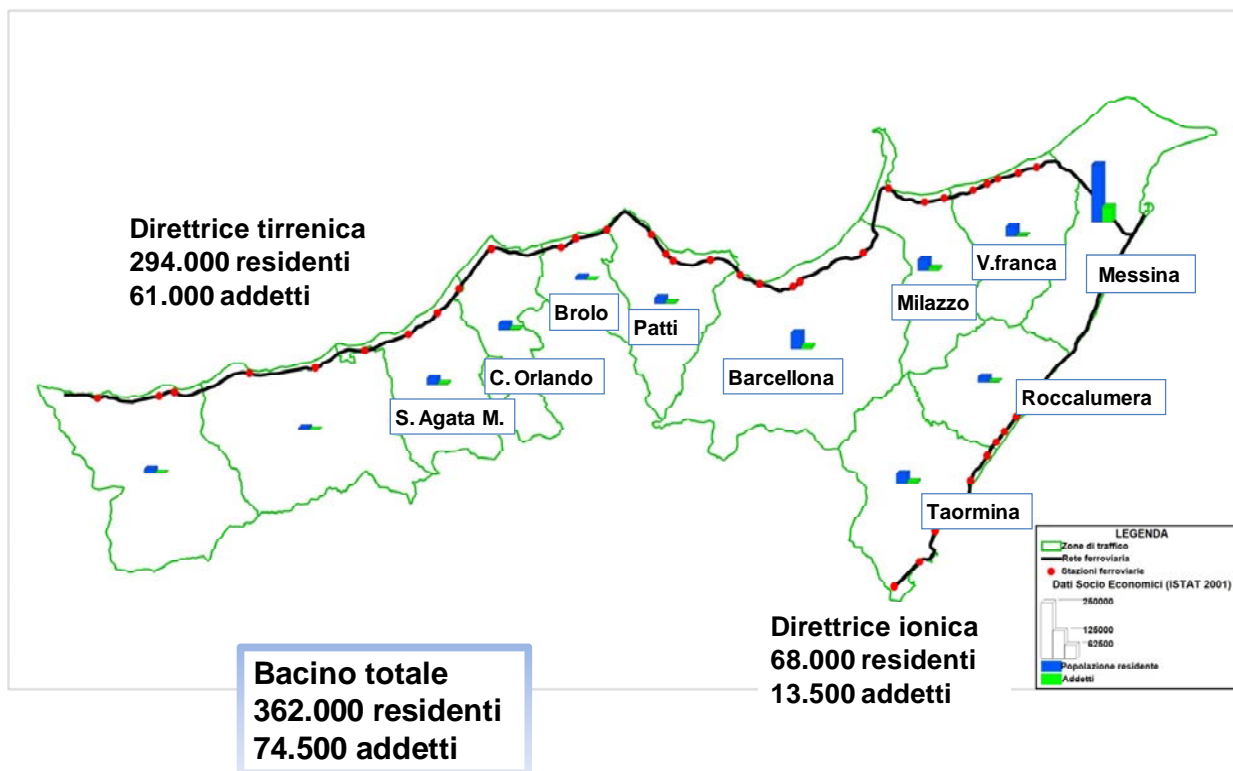 Direttrice tirrenica
294.000 residenti
61.000 addetti
V.franca
Messina
Milazzo
Brolo
Patti
C. Orlando
Barcellona
S. Agata M.
Roccalumera
Taormina
LEGENDA
Zone di traffico
Rete ferroviaria
Stazioni ferroviarie
Dati Socio Economici (ISTAT 2001)
250000
125000
62500
Popolazione residente
Addetti
Direttrice ionica
68.000 residenti
13.500 addetti
Bacino totale
362.000 residenti
74.500 addetti